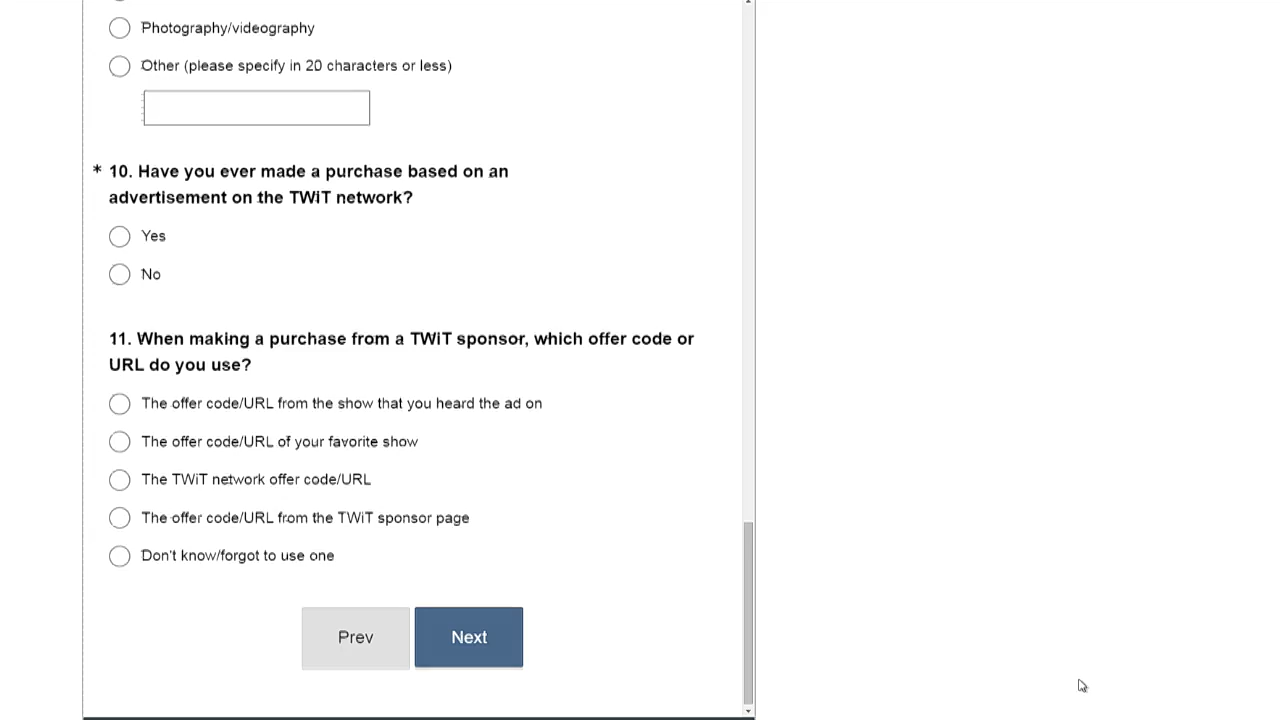 Photography/videography
Other (please specify in 20 characters or less)
* 10. Have you ever made a purchase based on an
advertisement on the TWiT network?
Yes
No
11. When making a purchase from a TWiT sponsor, which offer code or
URL do you use?
The offer code/URL from the show that you heard the ad on
The offer code/URL of your favorite show
The TWiT network offer code/URL
The offer code/URL from the TWiT sponsor page
Don't know/forgot to use one
Prev Next